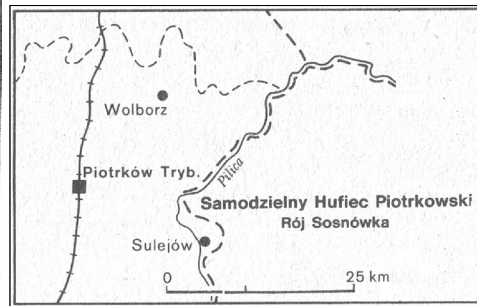 Wolborz
Piotrków Tryb.
Pilica
Samodzielny Hufiec Piotrkowski
Rój Sosnówka
Sulejów
0 25 km